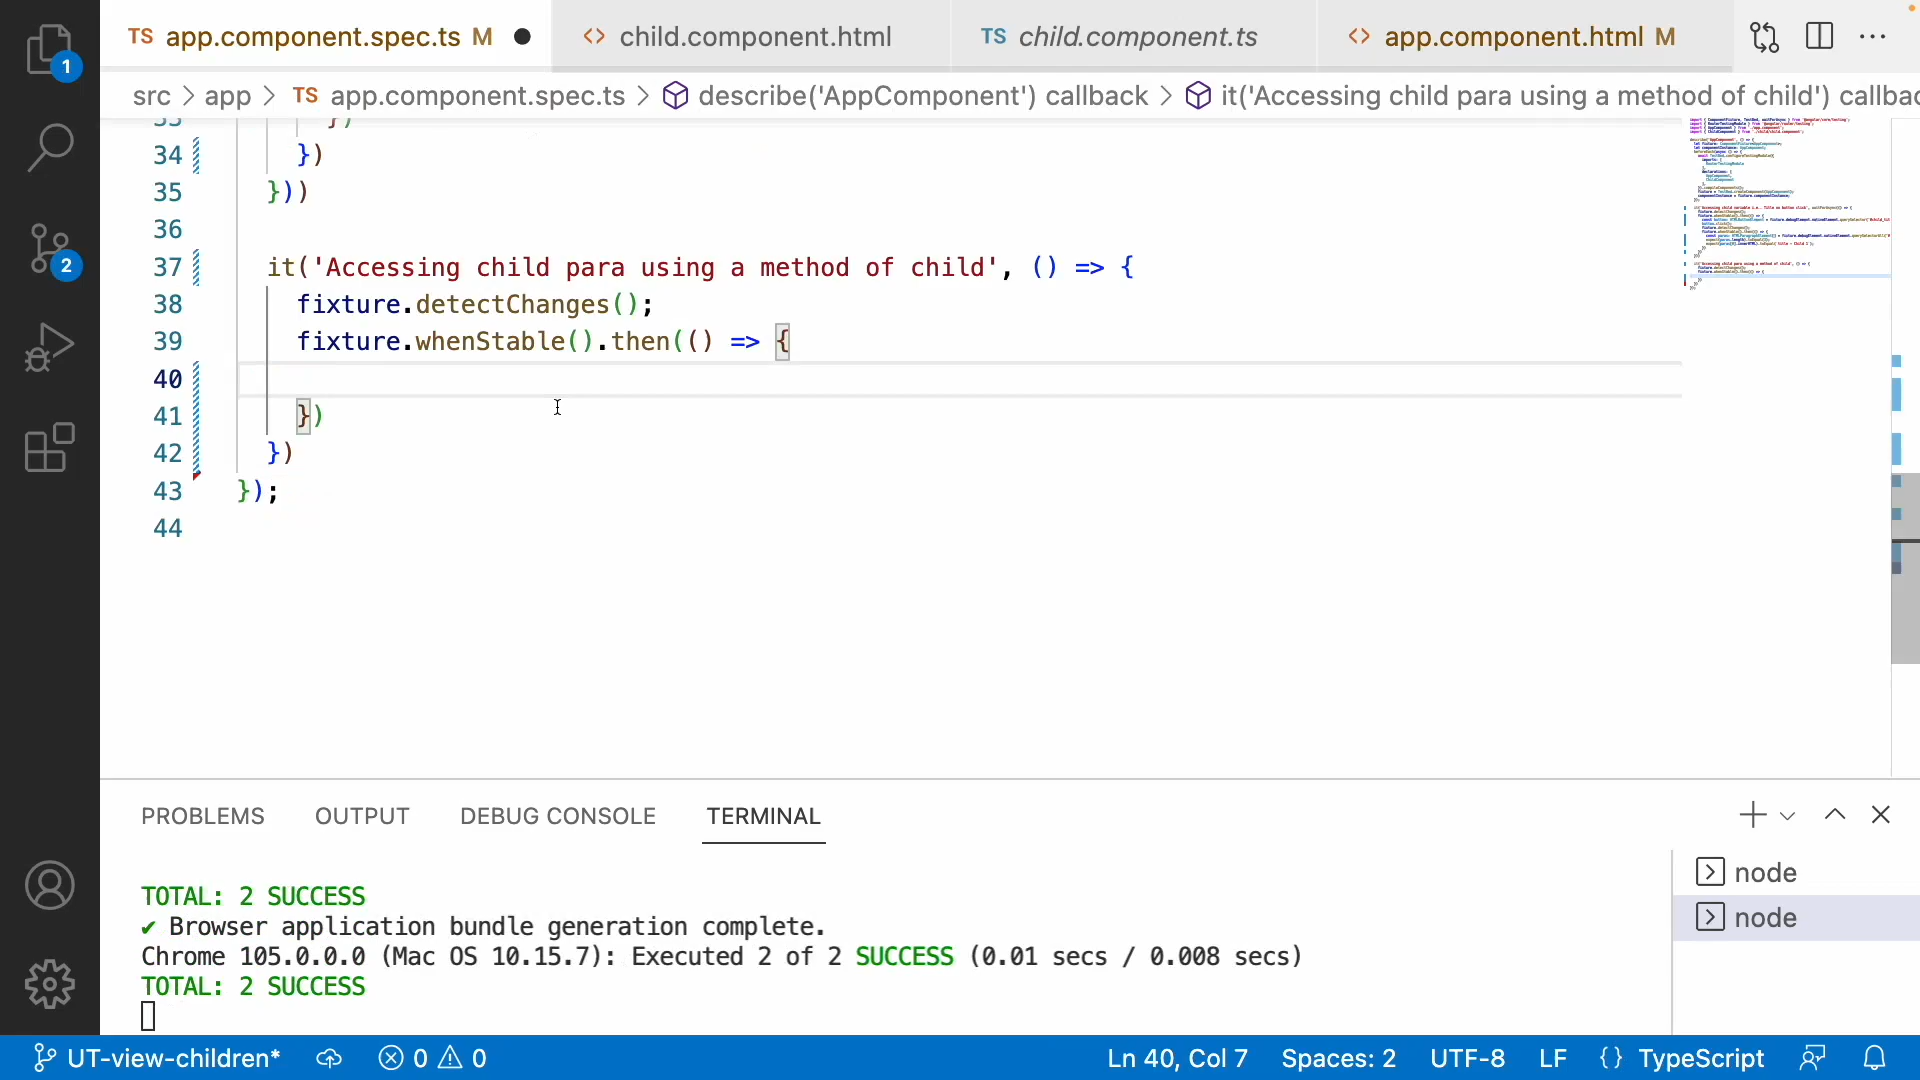 TS app.component.spec.ts M
<> child.component.html
TS child.component.ts
<> app.component.html M
1
src > app > TS app.component.spec.ts > describe('AppComponent') callback > it('Accessing child para using a method of child') callbac
33 })
34 })
35 }))
36
37 it('Accessing child para using a method of child', () => {
38 fixture.detectChanges();
39 fixture.whenStable().then(() => {
40
41 })
42 })
43 });
44
2
PROBLEMS OUTPUT DEBUG CONSOLE TERMINAL
TOTAL: 2 SUCCESS
✔ Browser application bundle generation complete.
Chrome 105.0.0.0 (Mac OS 10.15.7): Executed 2 of 2 SUCCESS (0.01 secs / 0.008 secs)
TOTAL: 2 SUCCESS
node
node
UT-view-children* 0 0 Ln 40, Col 7 Spaces: 2 UTF-8 LF {} TypeScript